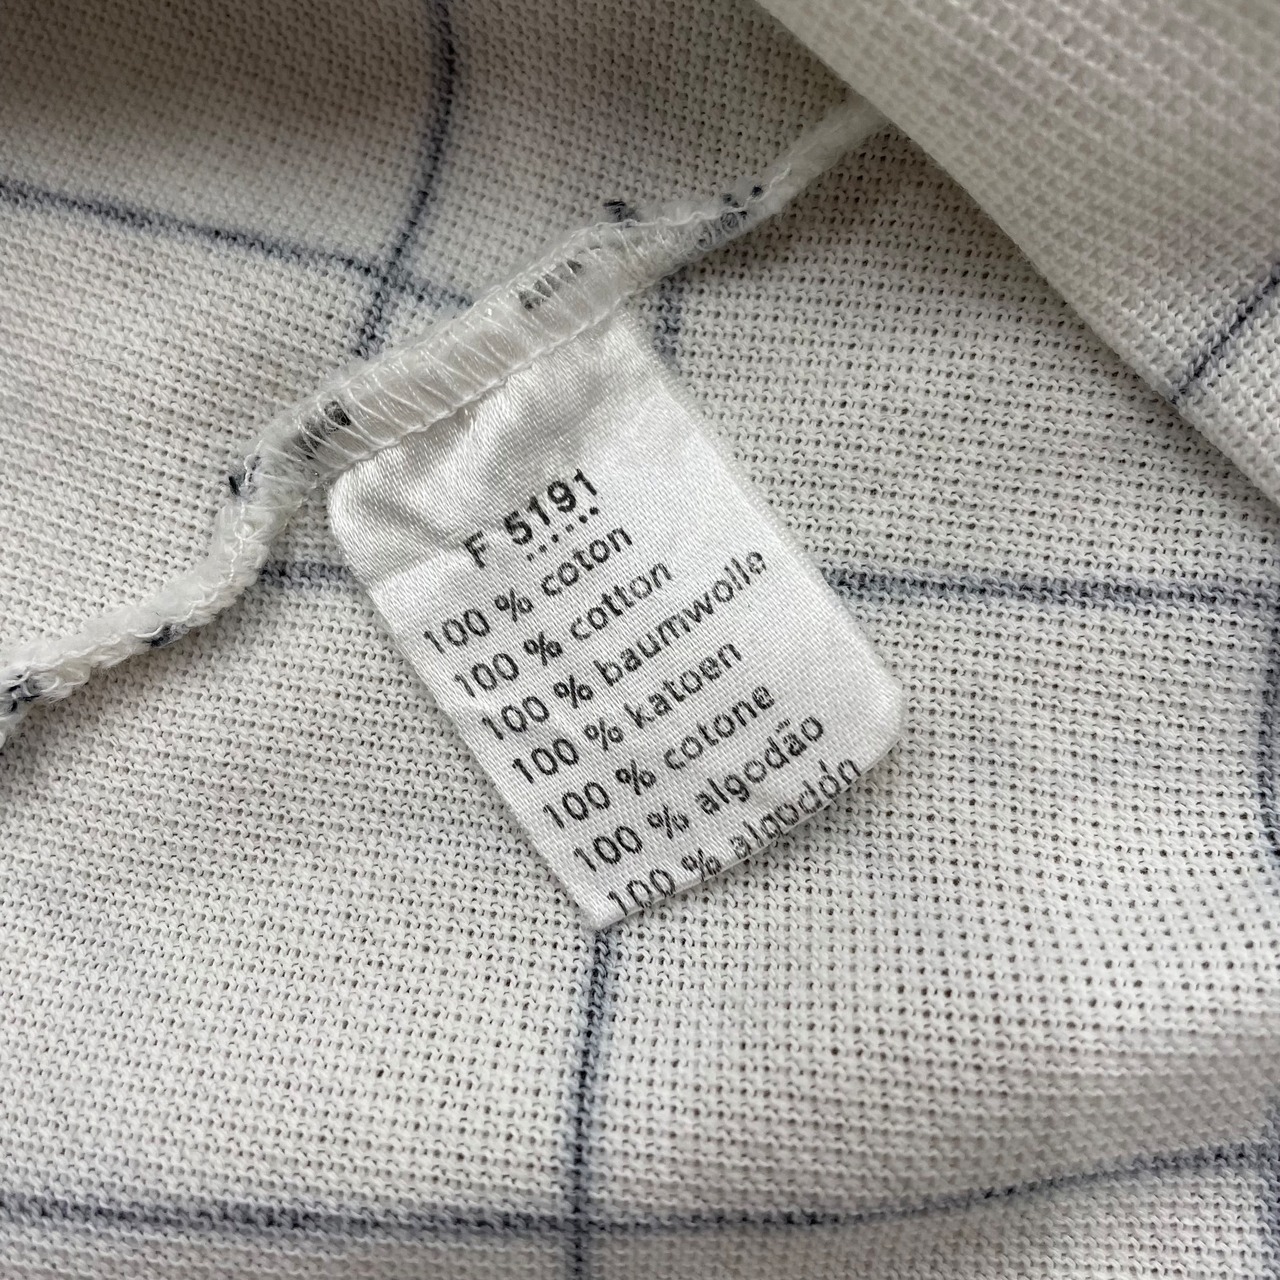 F 5191
100 % coton
100 % cotton
100 % baumwolle
100 % katoen
100 % cotone
100 % algodão
100 % algodón